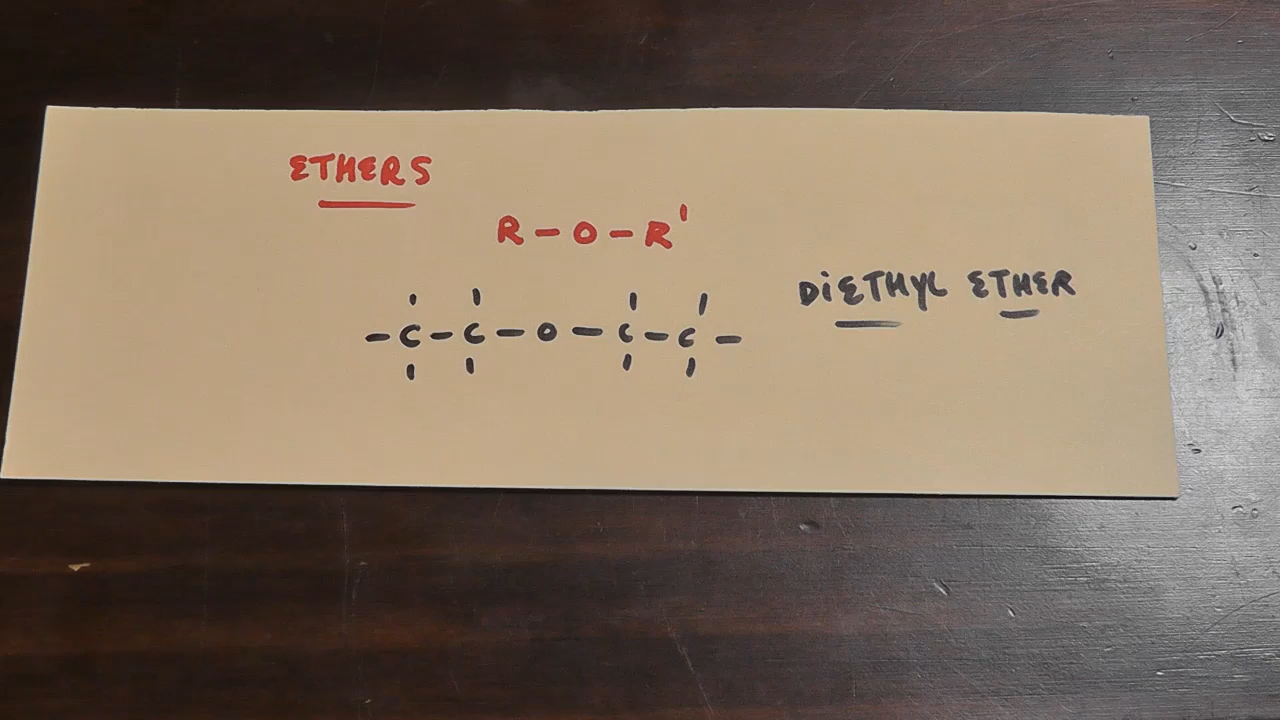 ETHERS
R - O - R'
DiETHYL ETHER
- C - C - O - C - C -